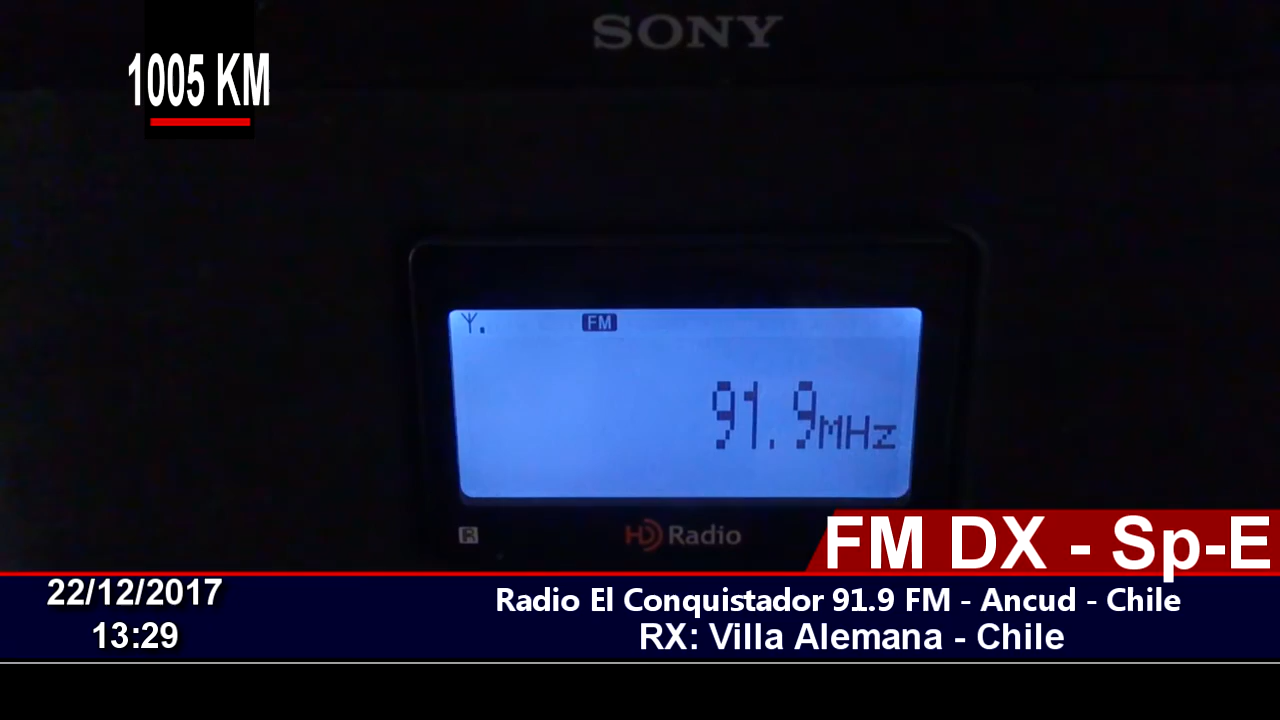 SONY
1005 KM
FM
91.9MHz
HD Radio
FM DX - Sp-E
22/12/2017
13:29
Radio El Conquistador 91.9 FM - Ancud - Chile
RX: Villa Alemana - Chile